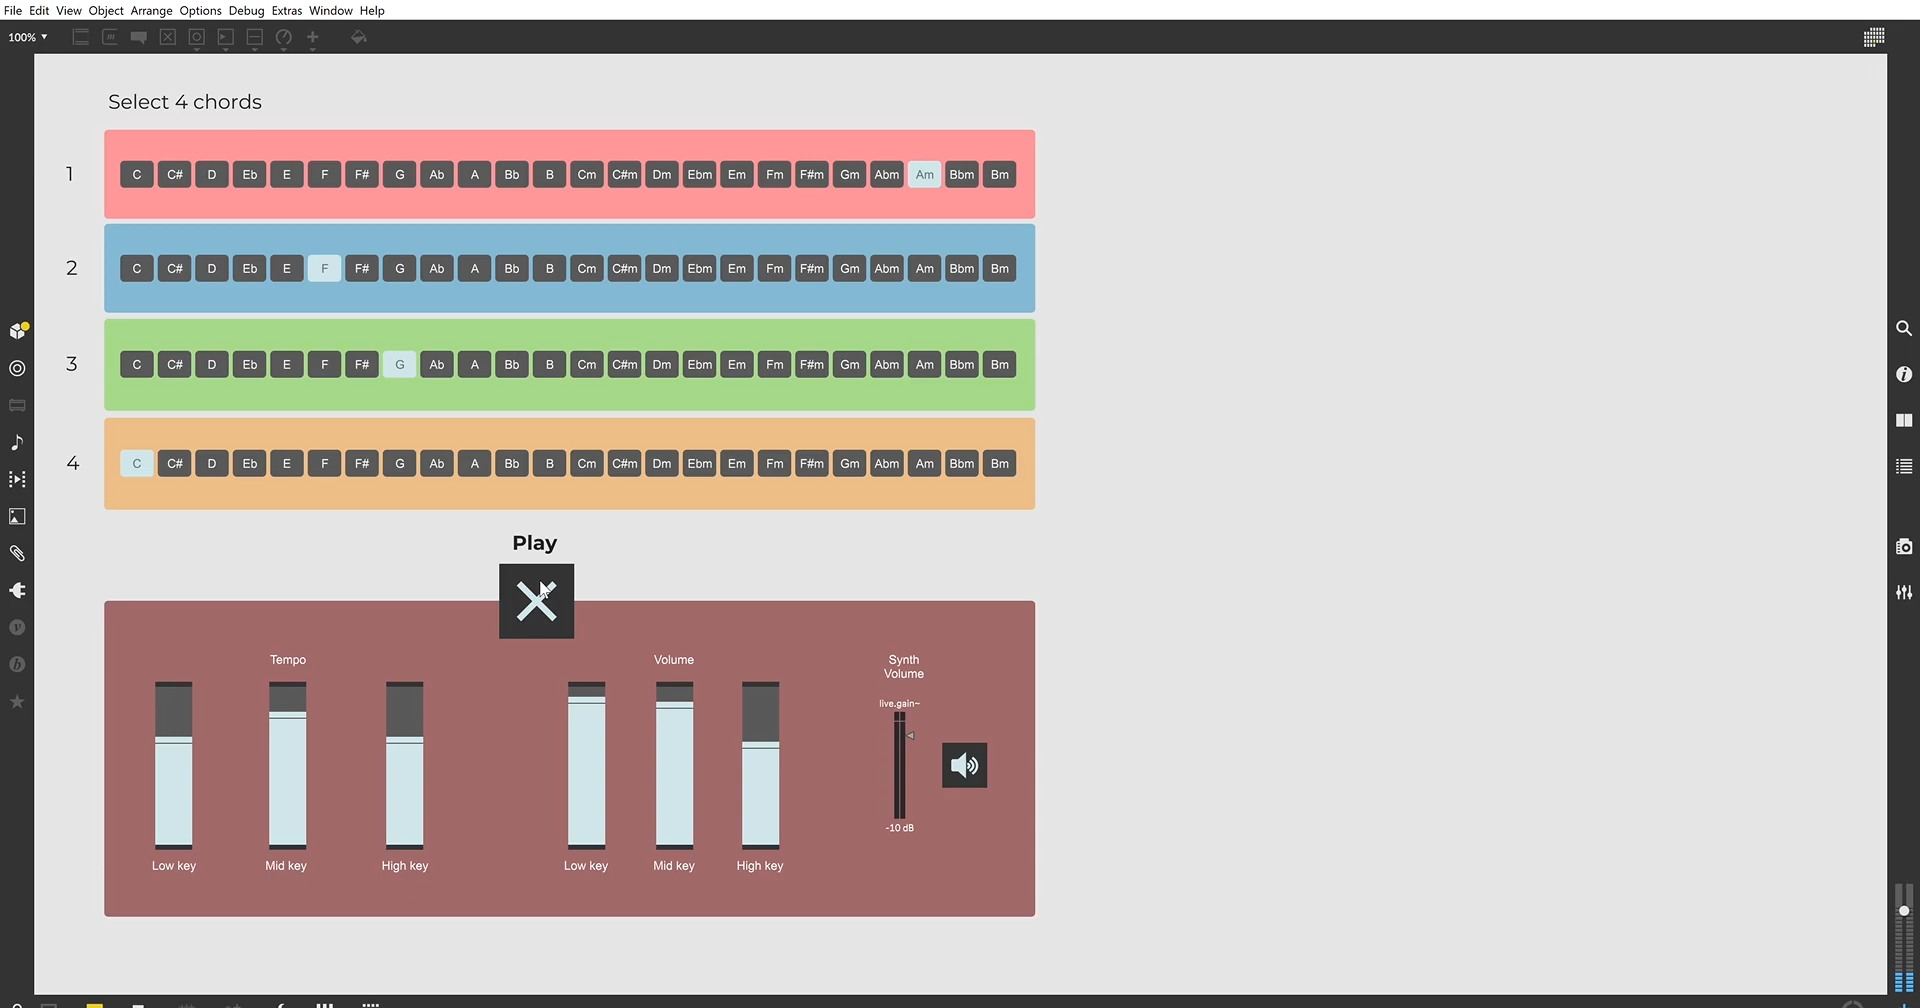 File Edit View Object Arrange Options Debug Extras Window Help
100%
Select 4 chords
1 C C# D Eb E F F# G Ab A Bb B Cm C#m Dm Ebm Em Fm F#m Gm Abm Am Bbm Bm
2 C C# D Eb E F F# G Ab A Bb B Cm C#m Dm Ebm Em Fm F#m Gm Abm Am Bbm Bm
3 C C# D Eb E F F# G Ab A Bb B Cm C#m Dm Ebm Em Fm F#m Gm Abm Am Bbm Bm
4 C C# D Eb E F F# G Ab A Bb B Cm C#m Dm Ebm Em Fm F#m Gm Abm Am Bbm Bm
Play
Tempo Volume Synth
Volume
live.gain~
-10 dB
Low key Mid key High key Low key Mid key High key